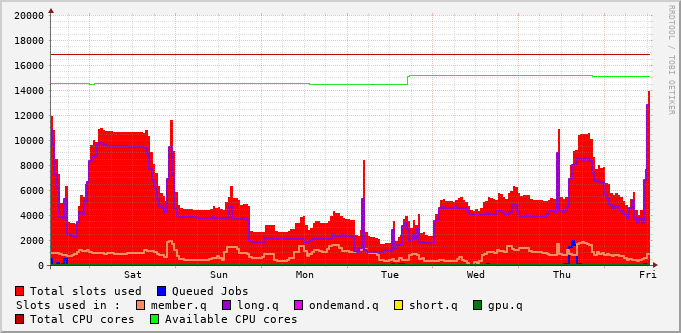 20000
18000
16000
14000
12000
10000
8000
6000
4000
2000
0
Sat Sun Mon Tue Wed Thu Fri
RRDTOOL / TOBI OETIKER
Total slots used Queued Jobs
Slots used in : member.q long.q ondemand.q short.q gpu.q
Total CPU cores Available CPU cores